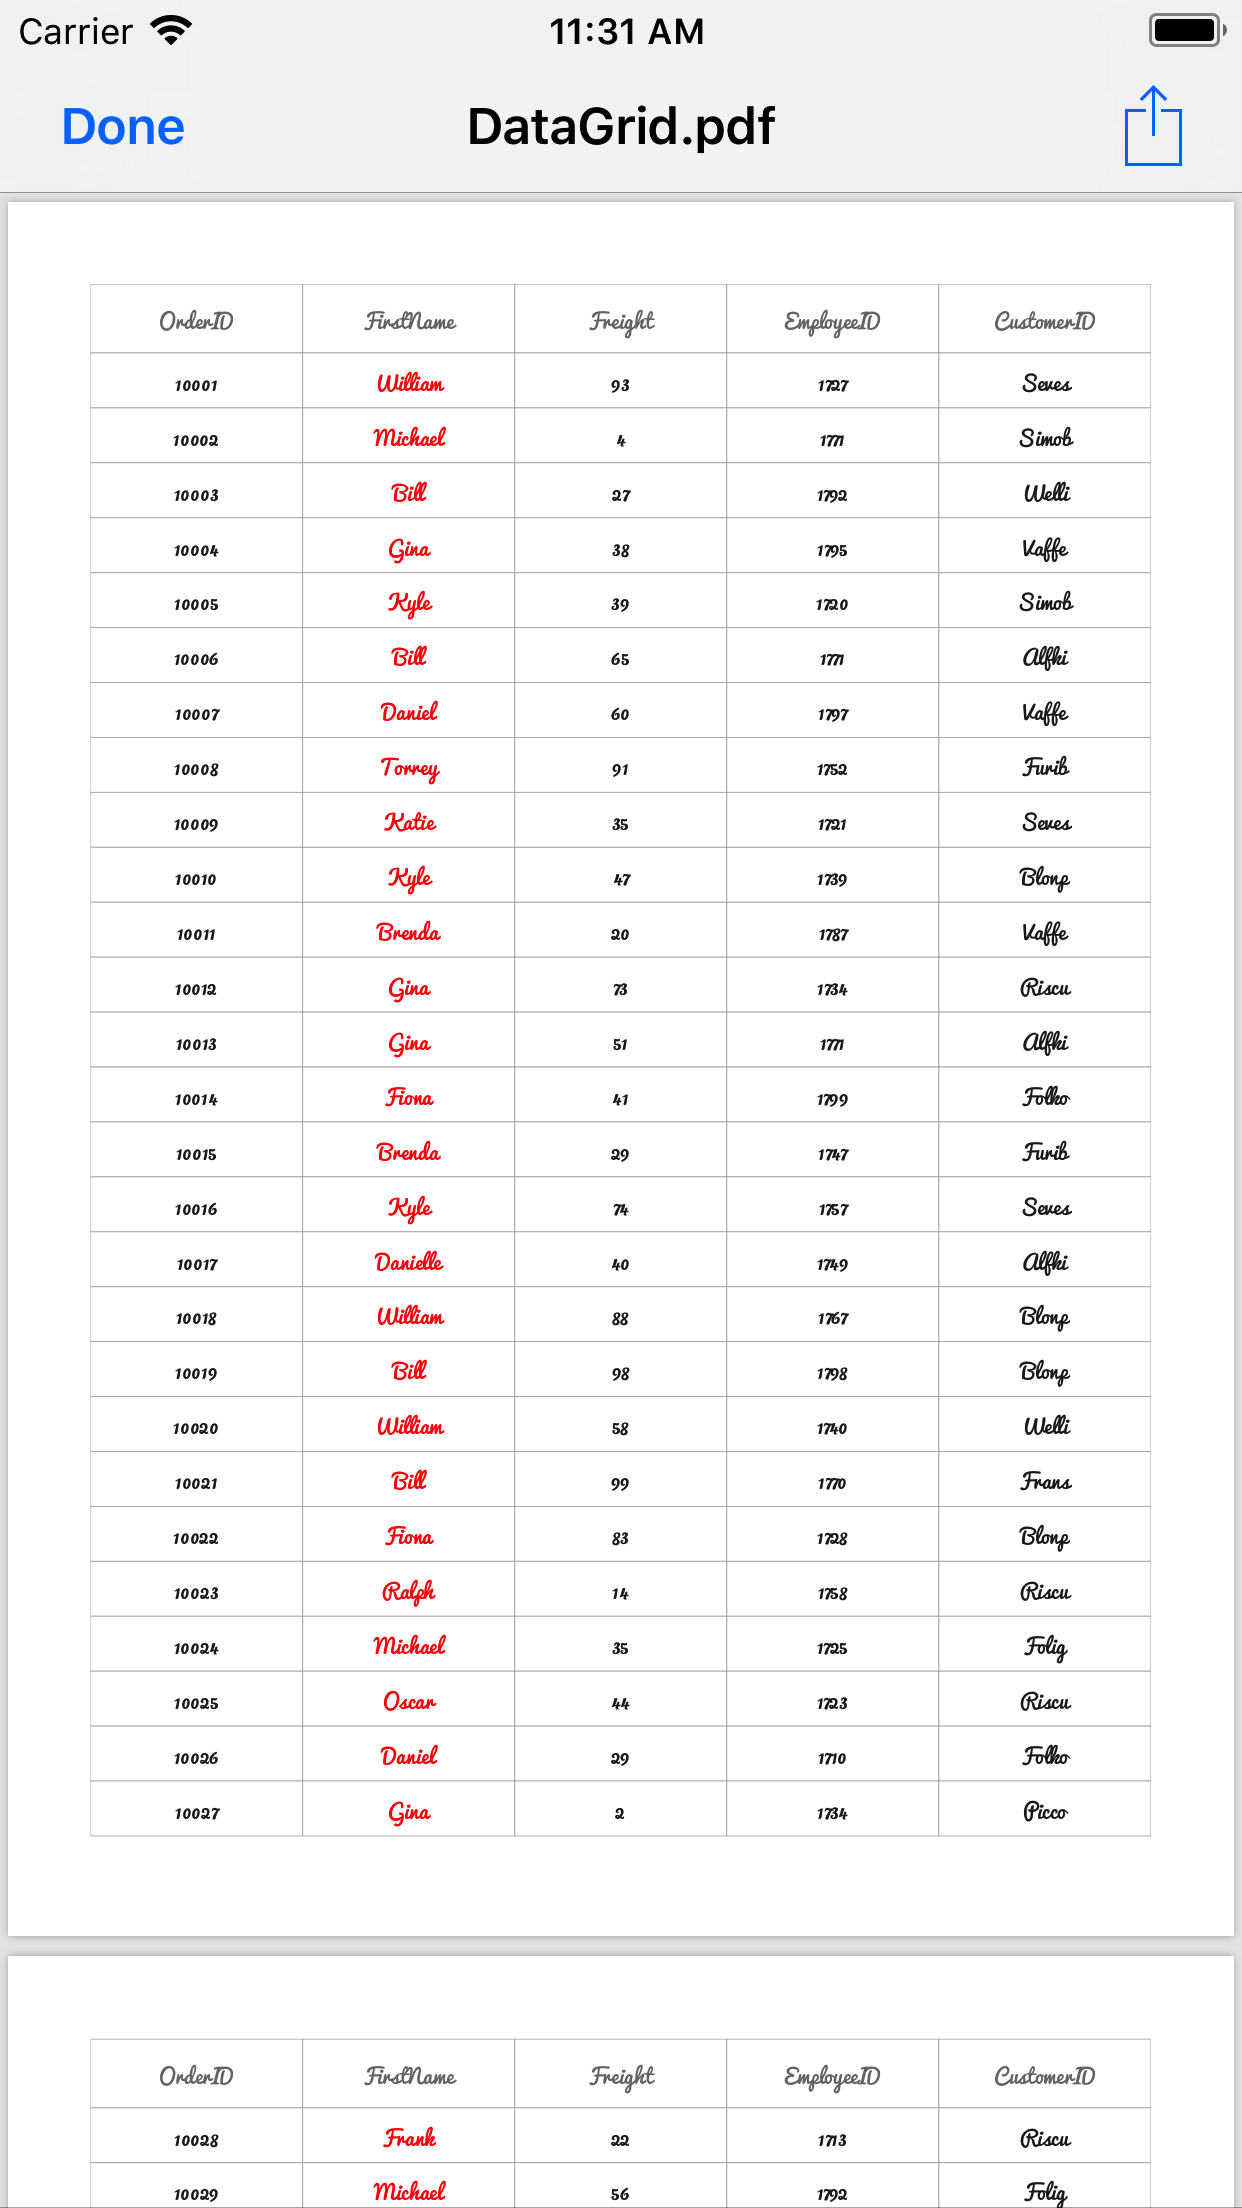 Carrier 11:31 AM
Done DataGrid.pdf
OrderID FirstName Freight EmployeeID CustomerID
10001 William 93 1727 Seves
10002 Michael 4 1771 Simob
10003 Bill 27 1792 Welli
10004 Gina 38 1795 Vaffe
10005 Kyle 39 1720 Simob
10006 Bill 65 1771 Alfki
10007 Daniel 60 1797 Vaffe
10008 Torrey 91 1752 Furib
10009 Katie 35 1721 Seves
10010 Kyle 47 1739 Blonp
10011 Brenda 20 1787 Vaffe
10012 Gina 73 1734 Riscu
10013 Gina 51 1771 Alfki
10014 Fiona 41 1799 Folko
10015 Brenda 29 1747 Furib
10016 Kyle 74 1757 Seves
10017 Danielle 40 1749 Alfki
10018 William 88 1767 Blonp
10019 Bill 98 1798 Blonp
10020 William 58 1740 Welli
10021 Bill 99 1770 Frans
10022 Fiona 83 1728 Blonp
10023 Ralph 14 1758 Riscu
10024 Michael 35 1725 Folig
10025 Oscar 44 1723 Riscu
10026 Daniel 29 1710 Folko
10027 Gina 2 1734 Picco
OrderID FirstName Freight EmployeeID CustomerID
10028 Frank 22 1713 Riscu
10029 Michael 56 1792 Folig